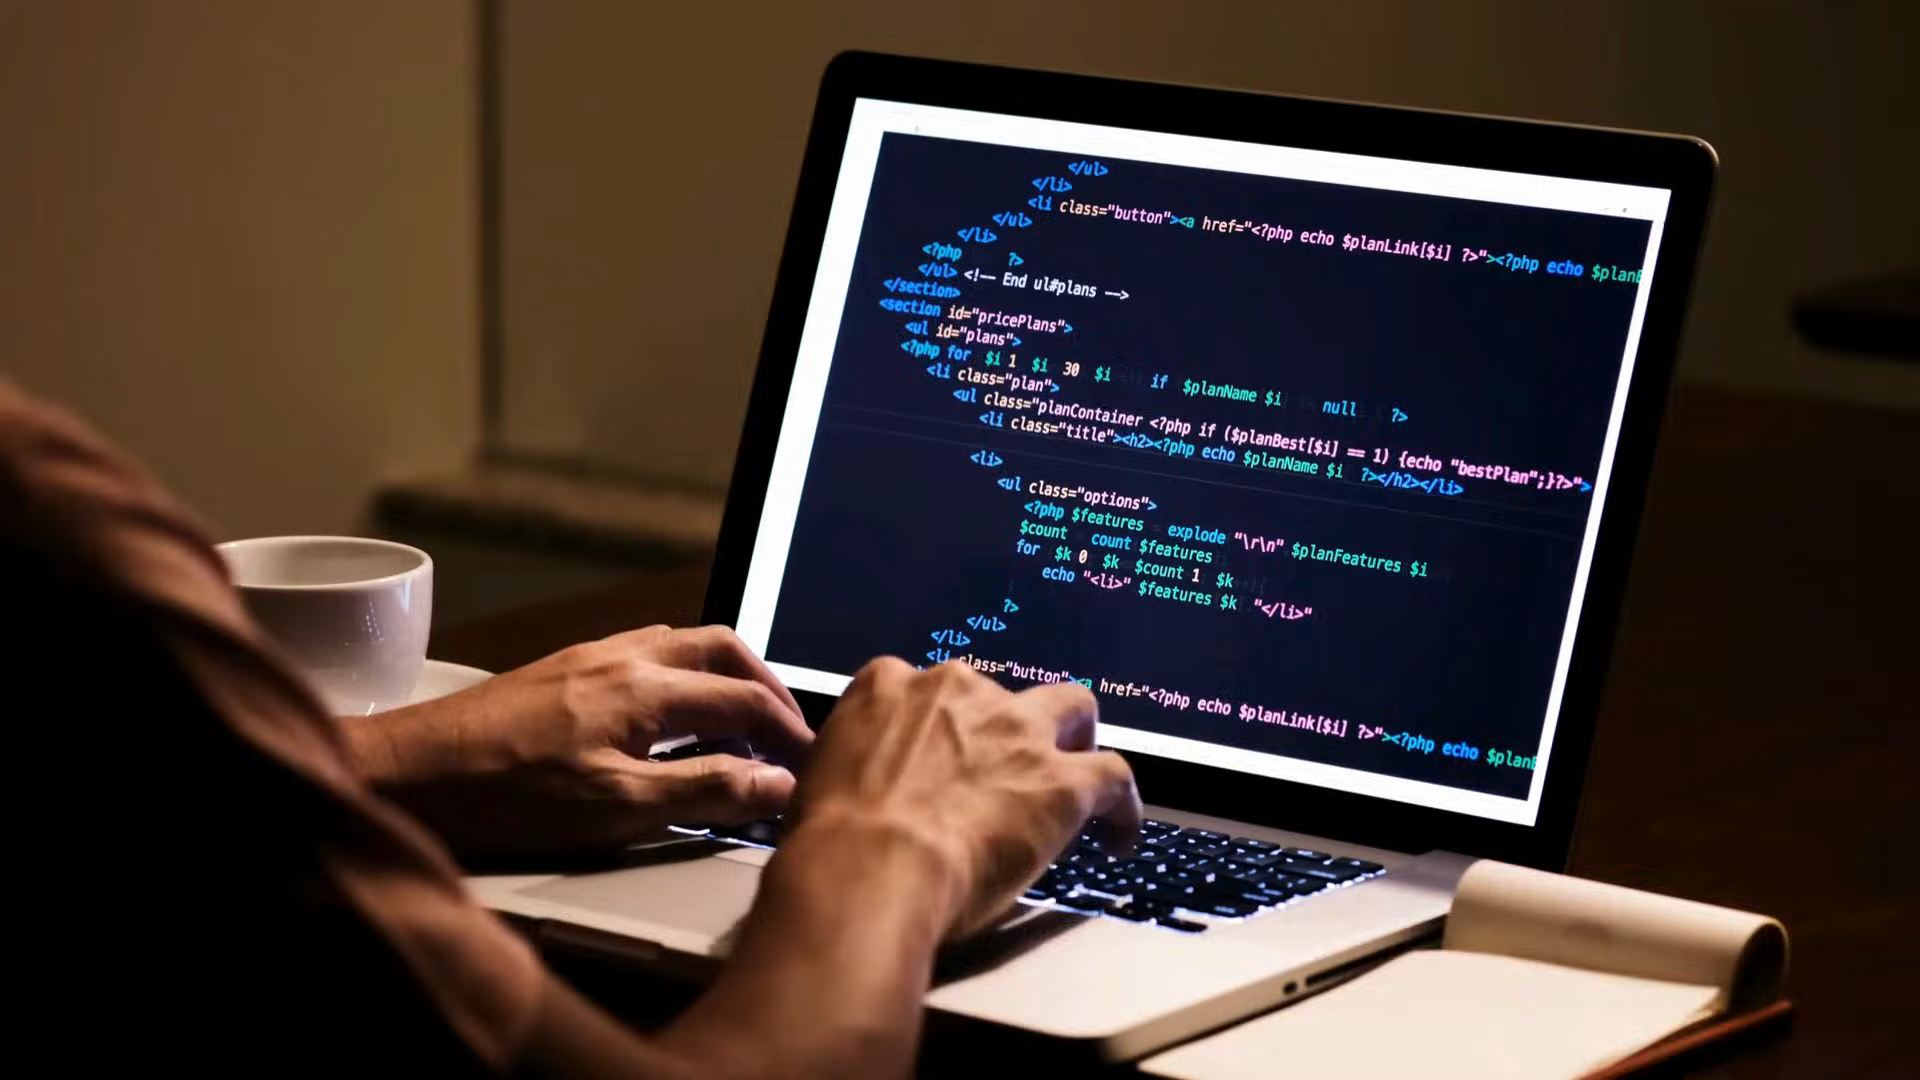 </ul>
</li>
<li class="button"><a href="<?php echo $planLink[$i] ?>"><?php echo
</ul>
</li>
<?php ?>
</ul> <!-- End ul#plans -->
</section>
<section id="pricePlans">
<ul id="plans">
<?php for $i 1 $i 30 $i if $planName $i null ?>
<li class="plan">
<ul class="planContainer <?php if ($planBest[$i] == 1) {echo "bestPlan";}?>">
<li class="title"><h2><?php echo $planName $i ?></h2></li>
<li>
<ul class="options">
<?php $features = explode "\r\n" $planFeatures $i
$count = count $features
for $k 0 $k $count 1 $k
echo "<li>" $features $k "</li>"
?>
</ul>
</li>
<li class="button"><a href="<?php echo $planLink[$i] ?>"><?php echo